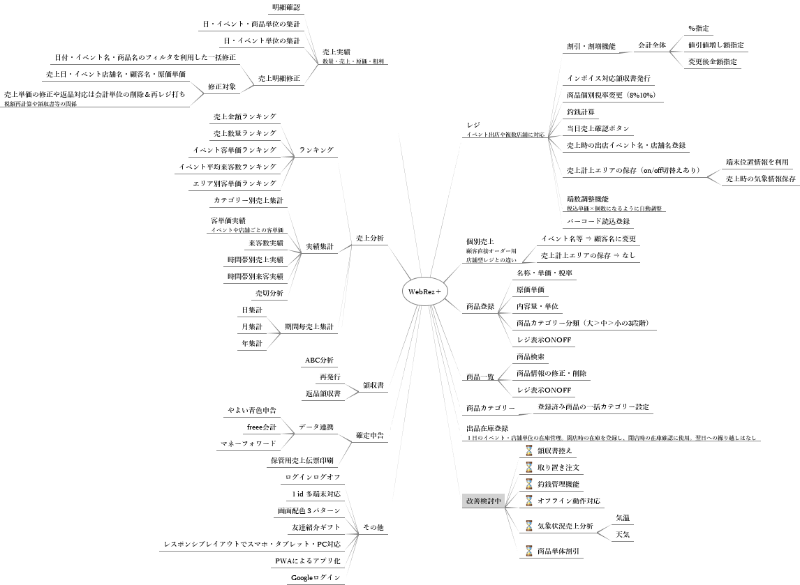 WebRez+
明細確認
日・イベント・商品単位の集計
日・イベント単位の集計
売上実績
数量・売上・原価・粗利
日付・イベント名・商品名のフィルタを利用した一括修正
売上日・イベント店舗名・顧客名・原価単価
売上単価の修正や返品対応は会計単位の削除&再レジ打ち
税額再計算や領収書等の関係
修正対象
売上明細修正
売上金額ランキング
売上数量ランキング
イベント客単価ランキング
イベント平均来客数ランキング
エリア別客単価ランキング
ランキング
カテゴリー別売上集計
客単価実績
イベントや店舗ごとの客単価
来客数実績
時間帯別売上実績
時間帯別来客実績
売切分析
実績集計
売上分析
日集計
月集計
年集計
期間毎売上集計
ABC分析
再発行
返品領収書
領収書
やよい青色申告
freee会計
マネーフォワード
データ連携
保管用売上伝票印刷
確定申告
ログインログオフ
1 id 多端末対応
画面配色3パターン
友達紹介ギフト
レスポンシブレイアウトでスマホ・タブレット・PC対応
PWAによるアプリ化
Googleログイン
その他
レジ
イベント出店や複数店舗に対応
割引・割増機能
会計全体
%指定
値引値増し額指定
変更後金額指定
インボイス対応領収書発行
商品個別税率変更(8%10%)
釣銭計算
当日売上確認ボタン
売上時の出店イベント名・店舗名登録
売上計上エリアの保存(on/off切替えあり)
端末位置情報を利用
売上時の気象情報保存
端数調整機能
税込単価×個数になるように自動調整
バーコード読込登録
個別売上
顧客直接オーダー用
店舗型レジとの違い
イベント名等 ⇒ 顧客名に変更
売上計上エリアの保存 ⇒ なし
商品登録
名称・単価・税率
原価単価
内容量・単位
商品カテゴリー分類(大>中>小の3段階)
レジ表示ONOFF
商品一覧
商品検索
商品情報の修正・削除
レジ表示ONOFF
商品カテゴリー
登録済み商品の一括カテゴリー設定
出品在庫登録
1日のイベント・店舗単位の在庫管理。開店時の在庫を登録し、閉店時の在庫確認に使用。翌日への繰り越しはなし
改善検討中
領収書控え
取り置き注文
釣銭管理機能
オフライン動作対応
気象状況売上分析
気温
天気
商品単体割引